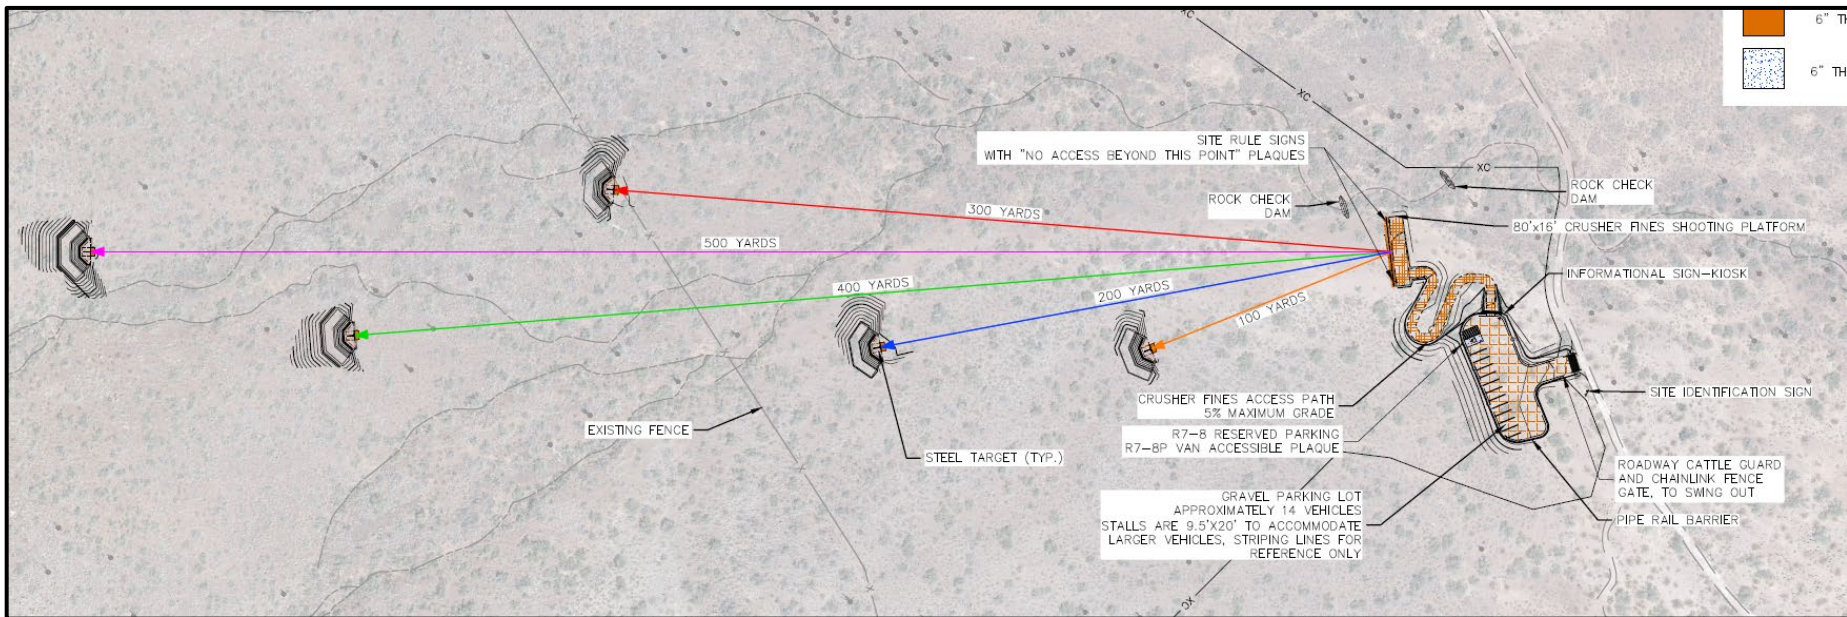 6" TH
6" TH
XC
XC
XC
SITE RULE SIGNS
WITH "NO ACCESS BEYOND THIS POINT" PLAQUES
ROCK CHECK
DAM
ROCK CHECK
DAM
300 YARDS
80'x16' CRUSHER FINES SHOOTING PLATFORM
500 YARDS
INFORMATIONAL SIGN-KIOSK
400 YARDS
200 YARDS
100 YARDS
SITE IDENTIFICATION SIGN
CRUSHER FINES ACCESS PATH
5% MAXIMUM GRADE
EXISTING FENCE
R7-8 RESERVED PARKING
R7-8P VAN ACCESSIBLE PLAQUE
STEEL TARGET (TYP.)
ROADWAY CATTLE GUARD
AND CHAINLINK FENCE
GATE, TO SWING OUT
GRAVEL PARKING LOT
APPROXIMATELY 14 VEHICLES
STALLS ARE 9.5'X20' TO ACCOMMODATE
LARGER VEHICLES, STRIPING LINES FOR
REFERENCE ONLY
PIPE RAIL BARRIER
XC